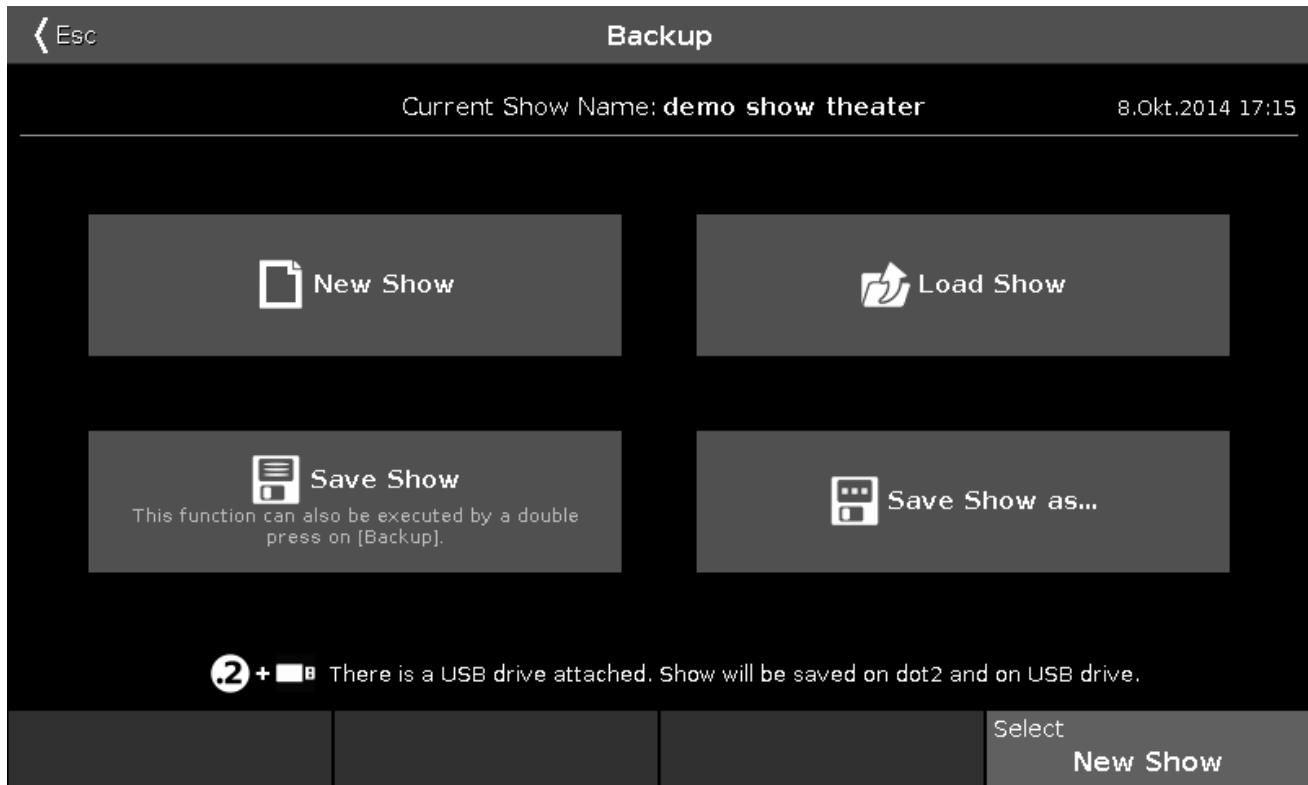 Esc
Backup
Current Show Name: demo show theater
8.Okt.2014 17:15
New Show
Load Show
Save Show
This function can also be executed by a double
press on [Backup].
Save Show as...
.2 + There is a USB drive attached. Show will be saved on dot2 and on USB drive.
Select
New Show